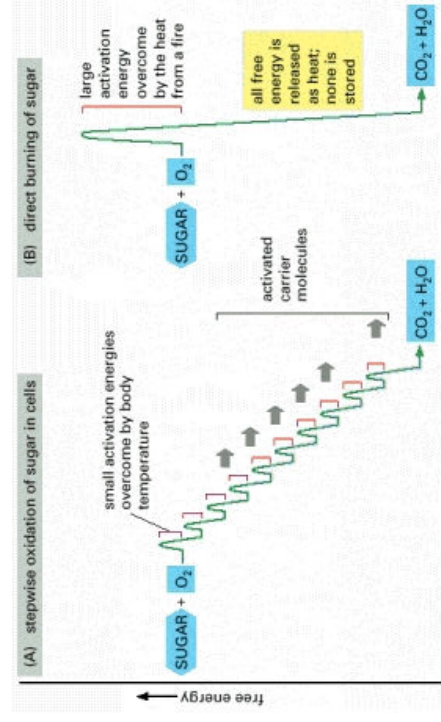 (A) stepwise oxidation of sugar in cells
(B) direct burning of sugar
small activation energies
overcome by body
temperature
SUGAR + O2
activated
carrier
molecules
CO2 + H2O
large
activation
energy
overcome
by the heat
from a fire
SUGAR + O2
all free
energy is
released
as heat;
none is
stored
CO2 + H2O
free energy